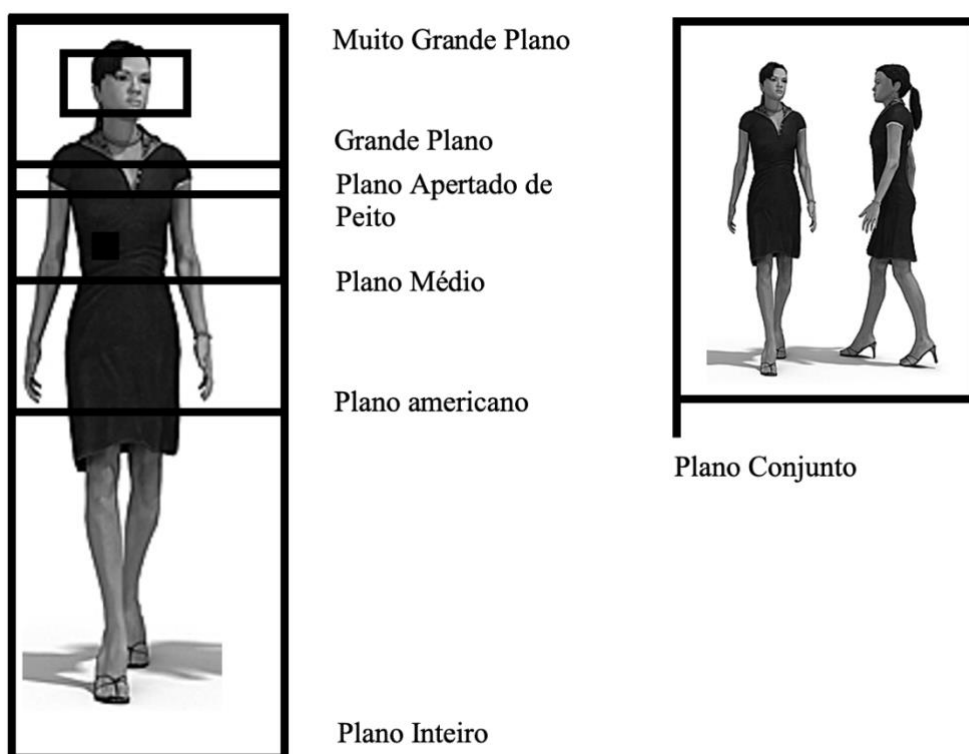 Muito Grande Plano
Grande Plano
Plano Apertado de
Peito
Plano Médio
Plano americano
Plano Inteiro
Plano Conjunto